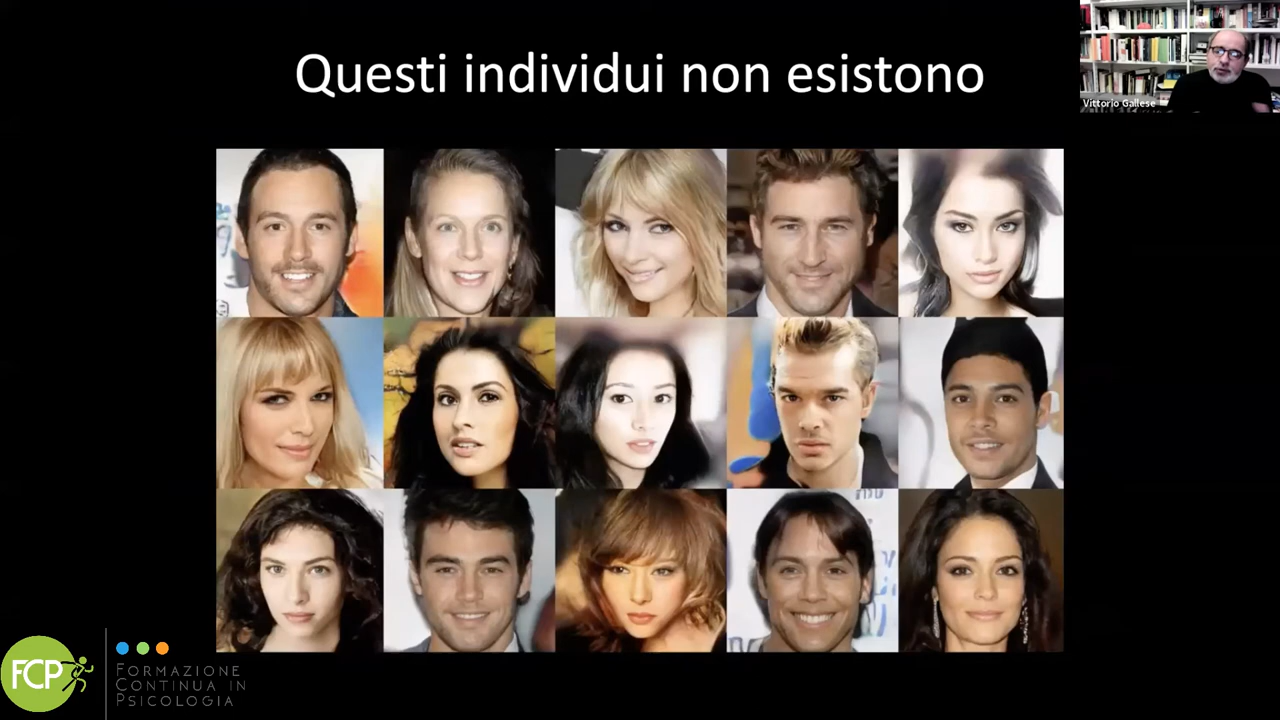 Questi individui non esistono
Vittorio Gallese
FCP
FORMAZIONE
CONTINUA IN
PSICOLOGIA